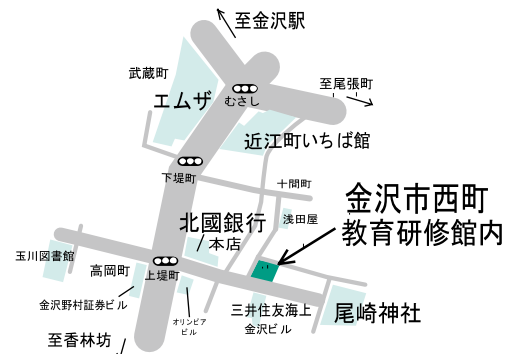 至金沢駅
武蔵町
至尾張町
エムザ
むさし
近江町いちば館
下堤町
十間町
金沢市西町
教育研修館内
浅田屋
北國銀行
本店
玉川図書館
高岡町
上堤町
金沢野村証券ビル
オリンピア
ビル
三井住友海上
金沢ビル
尾崎神社
至香林坊